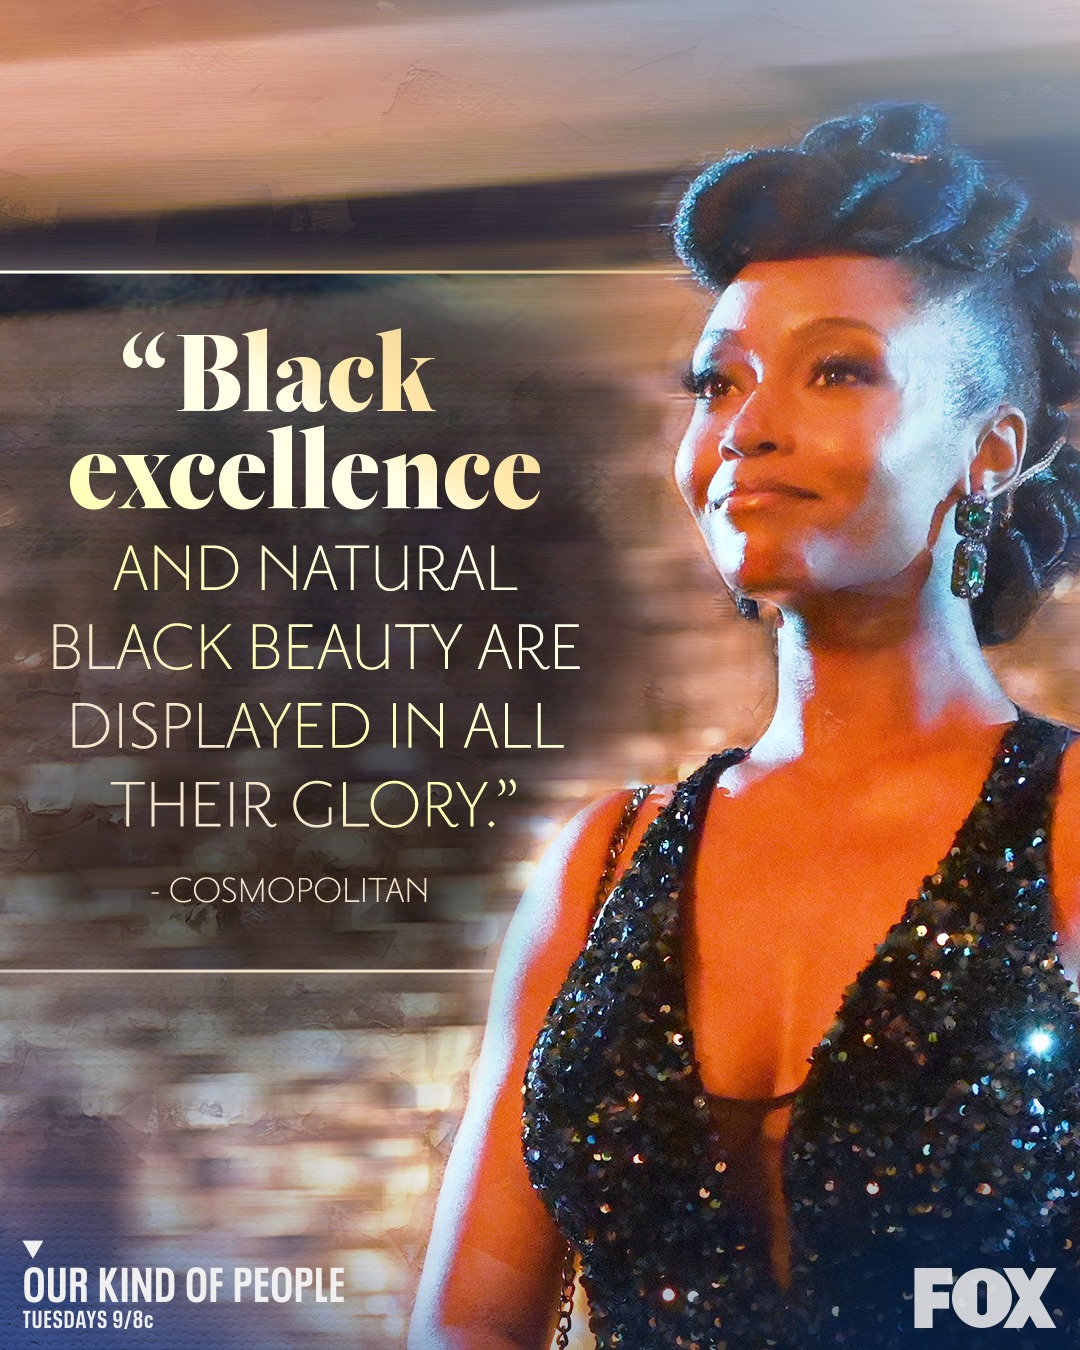 “Black
excellence
AND NATURAL
BLACK BEAUTY ARE
DISPLAYED IN ALL
THEIR GLORY.”
- COSMOPOLITAN
OUR KIND OF PEOPLE
TUESDAYS 9/8c
FOX